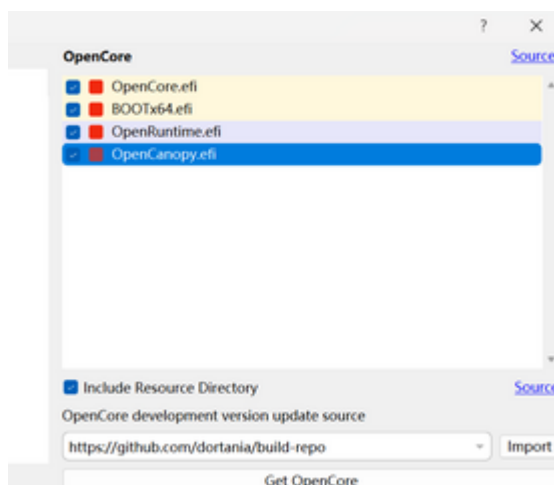 ?
OpenCore Source
OpenCore.efi
BOOTx64.efi
OpenRuntime.efi
OpenCanopy.efi
Include Resource Directory Source
OpenCore development version update source
https://github.com/dortania/build-repo Import
Get OpenCore